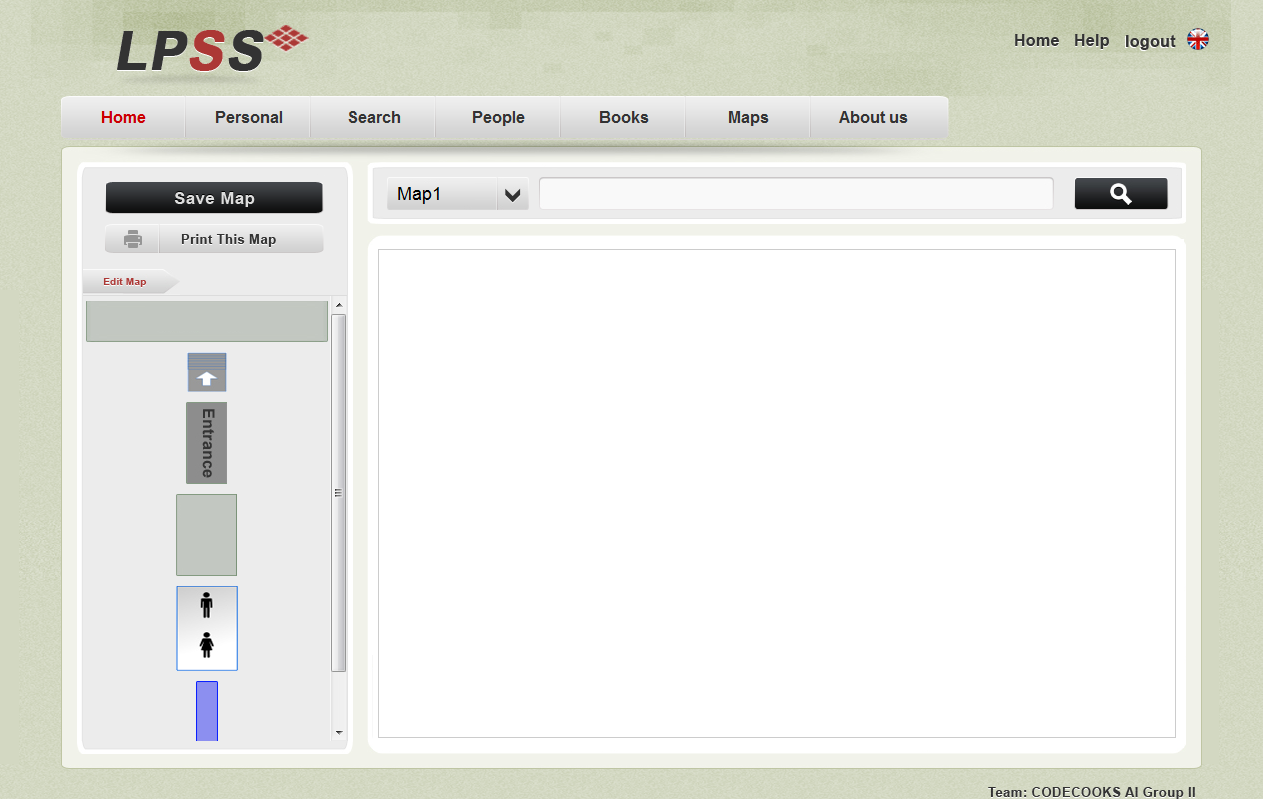 LPSS
Home Help logout
Home Personal Search People Books Maps About us
Save Map
Print This Map
Edit Map
Entrance
Map1
Team: CODECOOKS AI Group II